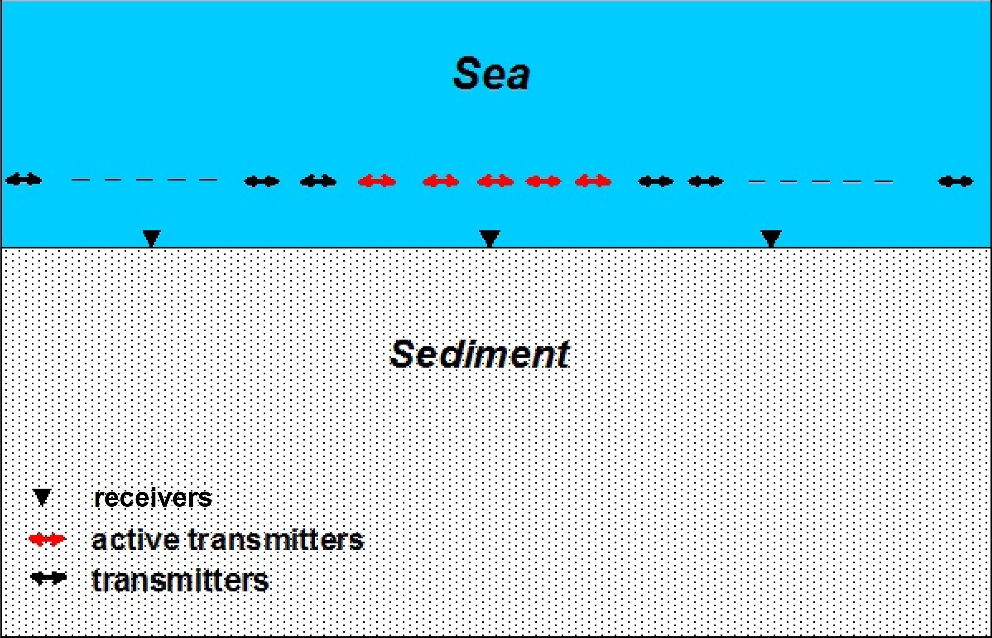 Sea
Sediment
receivers
active transmitters
transmitters